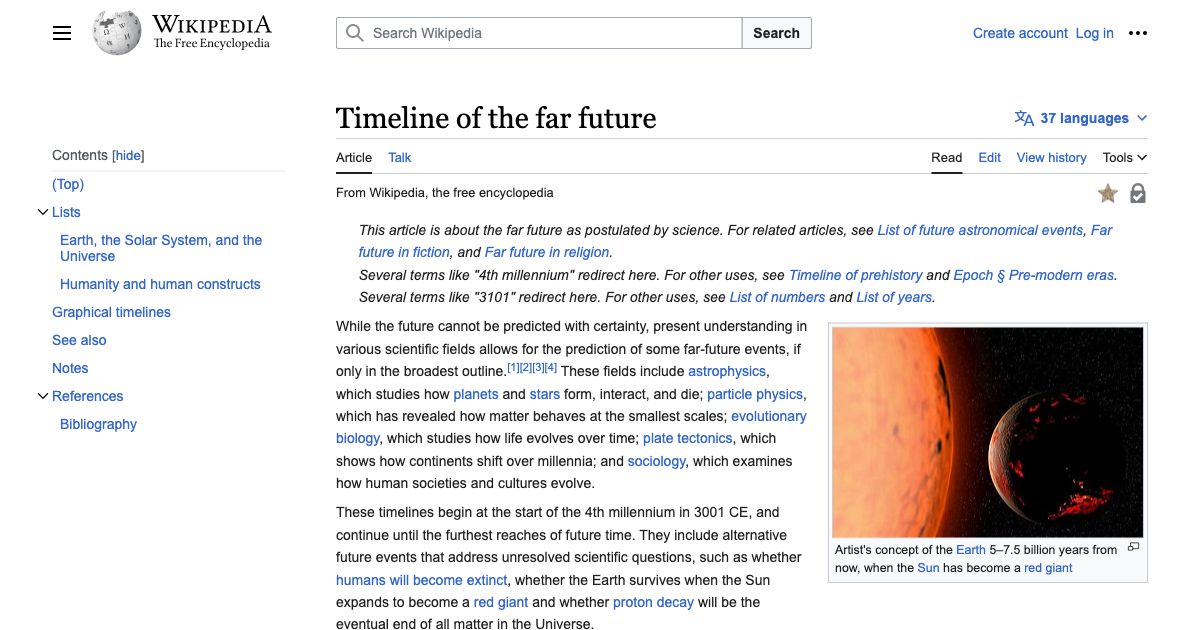 WIKIPEDIA
The Free Encyclopedia
Search Wikipedia
Search
Create account Log in
Contents [hide]
(Top)
Lists
Earth, the Solar System, and the
Universe
Humanity and human constructs
Graphical timelines
See also
Notes
References
Bibliography
Timeline of the far future
37 languages
Article Talk
Read Edit View history Tools
From Wikipedia, the free encyclopedia
This article is about the far future as postulated by science. For related articles, see List of future astronomical events, Far
future in fiction, and Far future in religion.
Several terms like "4th millennium" redirect here. For other uses, see Timeline of prehistory and Epoch § Pre-modern eras.
Several terms like "3101" redirect here. For other uses, see List of numbers and List of years.
While the future cannot be predicted with certainty, present understanding in
various scientific fields allows for the prediction of some far-future events, if
only in the broadest outline.[1][2][3][4] These fields include astrophysics,
which studies how planets and stars form, interact, and die; particle physics,
which has revealed how matter behaves at the smallest scales; evolutionary
biology, which studies how life evolves over time; plate tectonics, which
shows how continents shift over millennia; and sociology, which examines
how human societies and cultures evolve.
These timelines begin at the start of the 4th millennium in 3001 CE, and
continue until the furthest reaches of future time. They include alternative
future events that address unresolved scientific questions, such as whether
humans will become extinct, whether the Earth survives when the Sun
expands to become a red giant and whether proton decay will be the
eventual end of all matter in the Universe.
Artist's concept of the Earth 5–7.5 billion years from
now, when the Sun has become a red giant